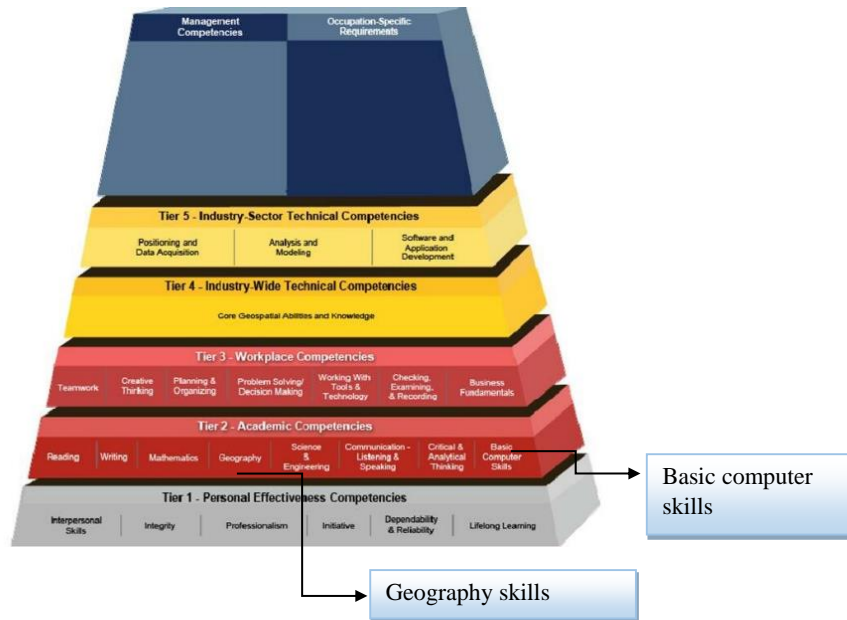 Management
Competencies
Occupation-Specific
Requirements
Tier 5 - Industry-Sector Technical Competencies
Positioning and
Data Acquisition
Analysis and
Modeling
Software and
Application
Development
Tier 4 - Industry-Wide Technical Competencies
Core Geospatial Abilities and Knowledge
Tier 3 - Workplace Competencies
Teamwork
Creative
Thinking
Planning &
Organizing
Problem Solving/
Decision Making
Working With
Tools &
Technology
Checking,
Examining,
& Recording
Business
Fundamentals
Tier 2 - Academic Competencies
Reading
Writing
Mathematics
Geography
Science
&
Engineering
Communication -
Listening &
Speaking
Critical &
Analytical
Thinking
Basic
Computer
Skills
Basic computer
skills
Tier 1 - Personal Effectiveness Competencies
Interpersonal
Skills
Integrity
Professionalism
Initiative
Dependability
& Reliability
Lifelong Learning
Geography skills